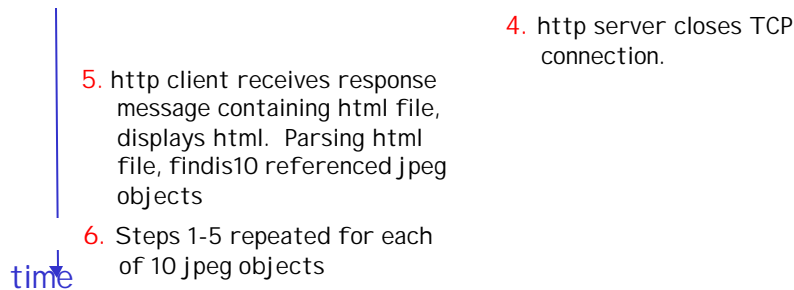 4. http server closes TCP
connection.
5. http client receives response
message containing html file,
displays html. Parsing html
file, findis10 referenced jpeg
objects
6. Steps 1-5 repeated for each
of 10 jpeg objects
time